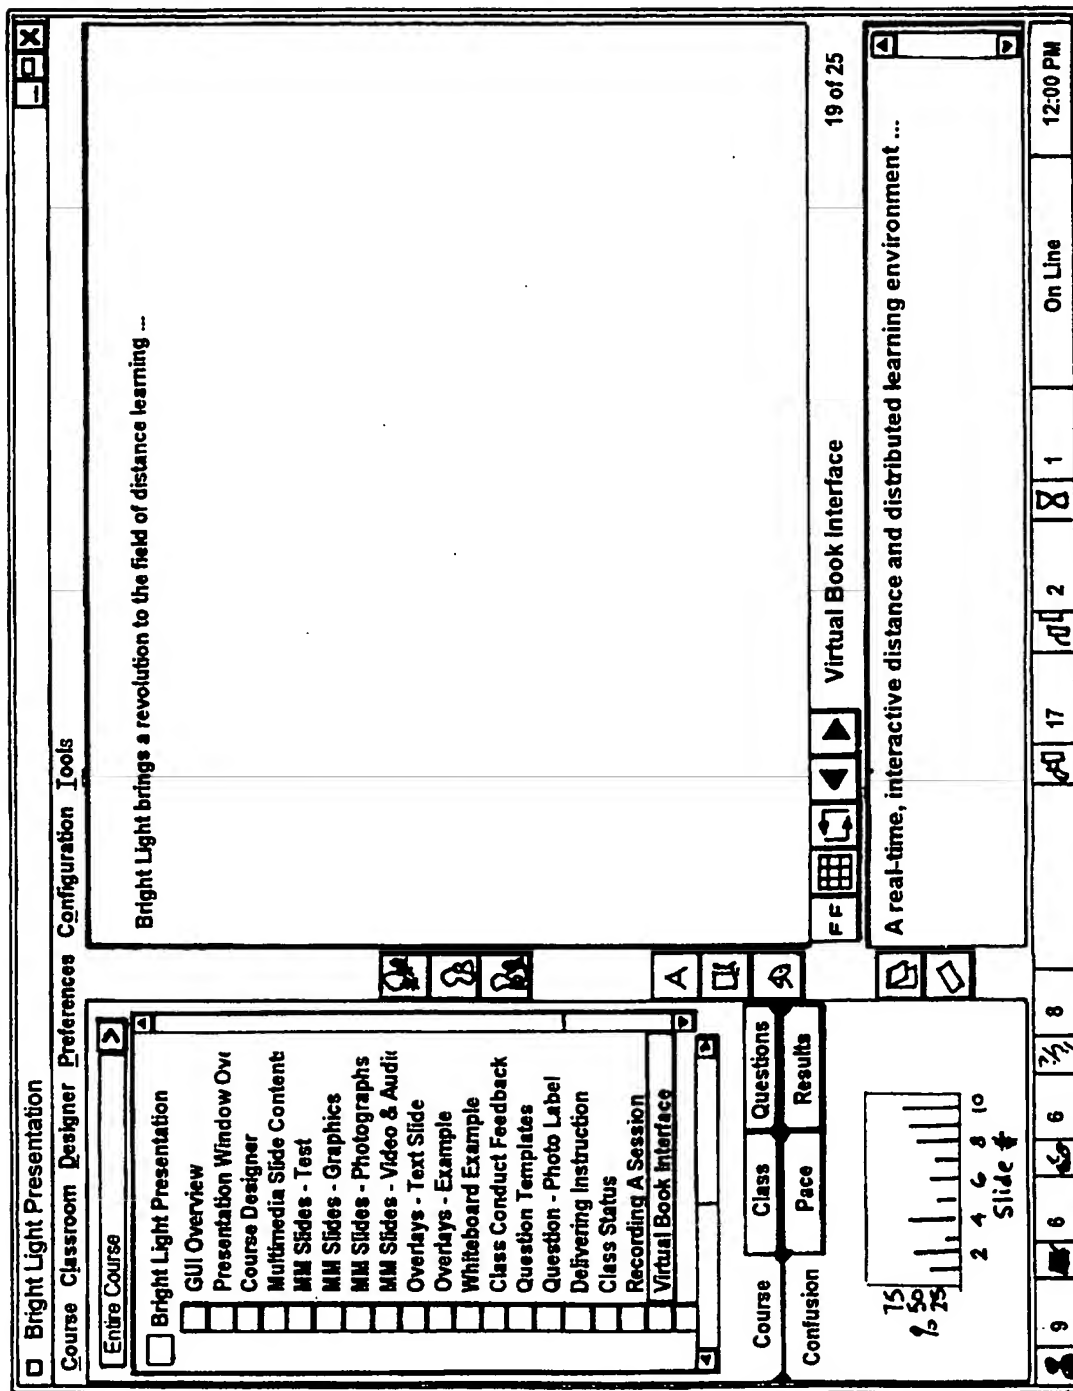 Bright Light Presentation
Course Classroom Designer Preferences Configuration Tools
Entire Course
Bright Light Presentation
GUI Overview
Presentation Window Ove
Course Designer
Multimedia Slide Contents
MM Slides - Test
MM Slides - Graphics
MM Slides - Photographs
MM Slides - Video & Audio
Overlays - Text Slide
Overlays - Example
Whiteboard Example
Class Conduct Feedback
Question Templates
Question - Photo Label
Delivering Instruction
Class Status
Recording A Session
Virtual Book Interface
Course Class Questions
Confusion Pace Results
75
% 50
25
2 4 6 8 10
Slide #
A
Bright Light brings a revolution to the field of distance learning ...
FF
Virtual Book Interface
19 of 25
A real-time, interactive distance and distributed learning environment ...
9 6 6 8 17 2 1 On Line 12:00 PM